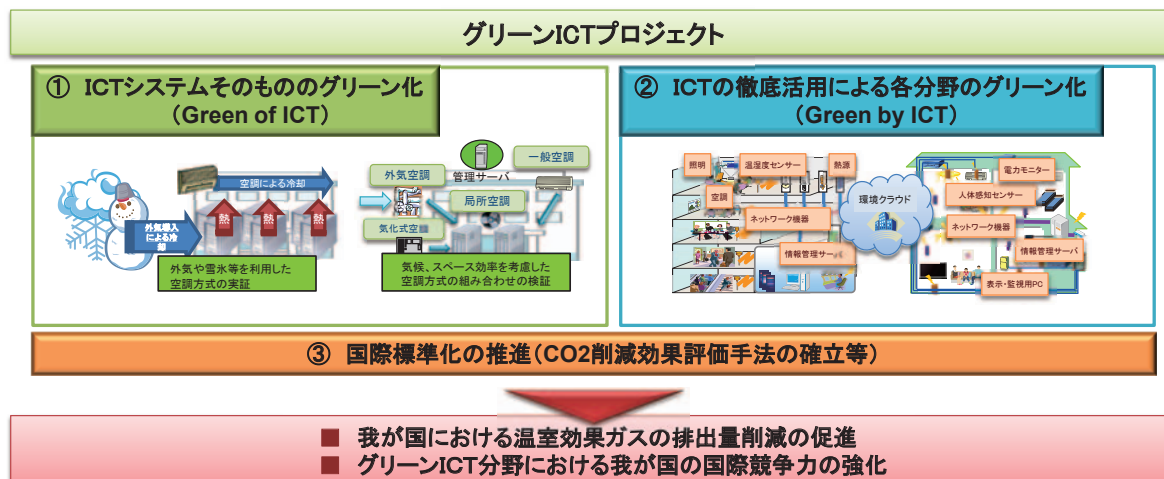 グリーンICTプロジェクト
① ICTシステムそのもののグリーン化
（Green of ICT）
空調による冷却
熱
熱
熱
外気導入
による冷
却
外気や雪氷等を利用した
空調方式の実証
管理サーバ
一般空調
外気空調
局所空調
気化式空調
気候、スペース効率を考慮した
空調方式の組み合わせの検証
② ICTの徹底活用による各分野のグリーン化
（Green by ICT）
照明
温湿度センサー
熱源
空調
ネットワーク機器
情報管理サーバ
環境クラウド
電力モニター
人体感知センサー
ネットワーク機器
情報管理サーバ
表示・監視用PC
③ 国際標準化の推進（CO2削減効果評価手法の確立等）
■ 我が国における温室効果ガスの排出量削減の促進
■ グリーンICT分野における我が国の国際競争力の強化